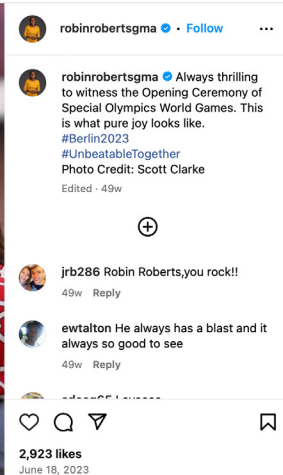 robinrobertsgma • Follow
robinrobertsgma Always thrilling
to witness the Opening Ceremony of
Special Olympics World Games. This
is what pure joy looks like.
#Berlin2023
#UnbeatableTogether
Photo Credit: Scott Clarke
Edited · 49w
jrb286 Robin Roberts,you rock!!
49w Reply
ewtalton He always has a blast and it
always so good to see
49w Reply
2,923 likes
June 18, 2023